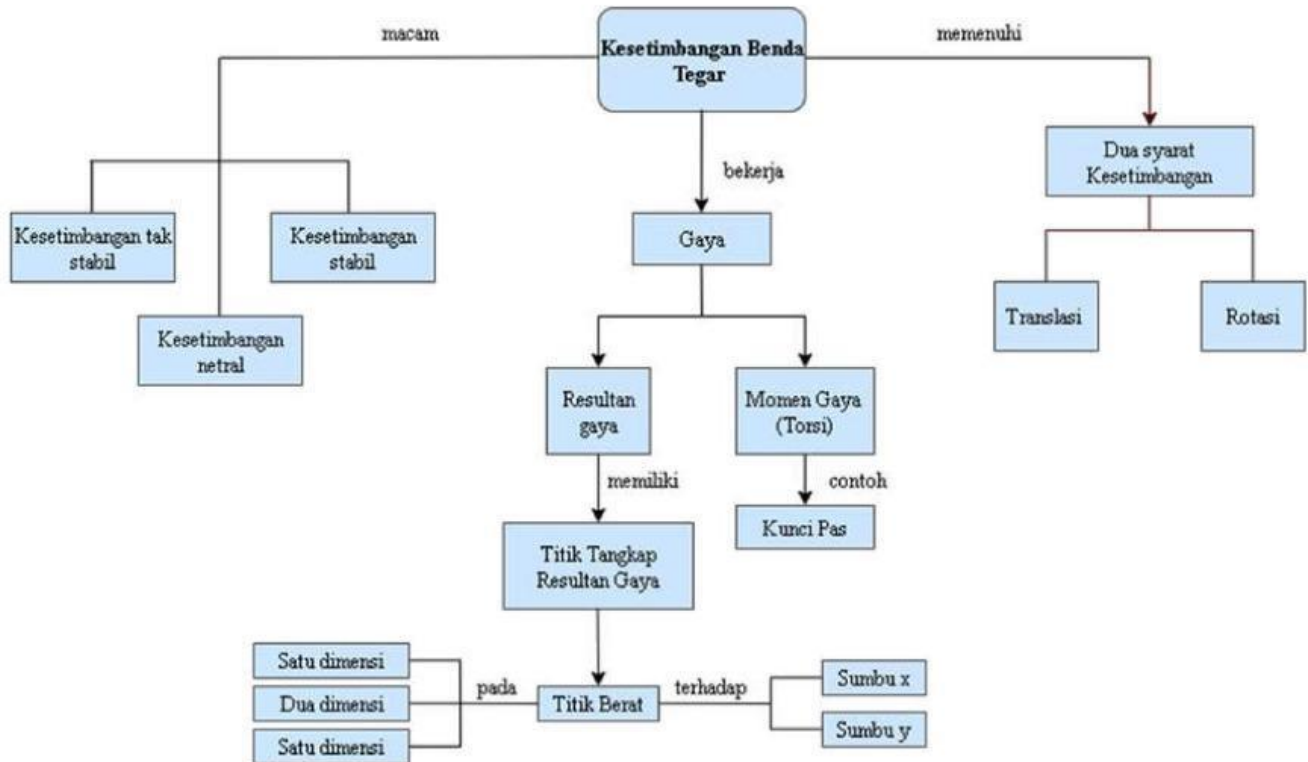 macam
Kesetimbangan Benda
Tegar
memenuhi
Dua syarat
Kesetimbangan
bekerja
Kesetimbangan tak
stabil
Kesetimbangan
stabil
Gaya
Kesetimbangan
netral
Translasi
Rotasi
Resultan
gaya
Momen Gaya
(Torsi)
memiliki
contoh
Kunci Pas
Titik Tangkap
Resultan Gaya
Satu dimensi
Dua dimensi
Satu dimensi
pada
Titik Berat
terhadap
Sumbu x
Sumbu y